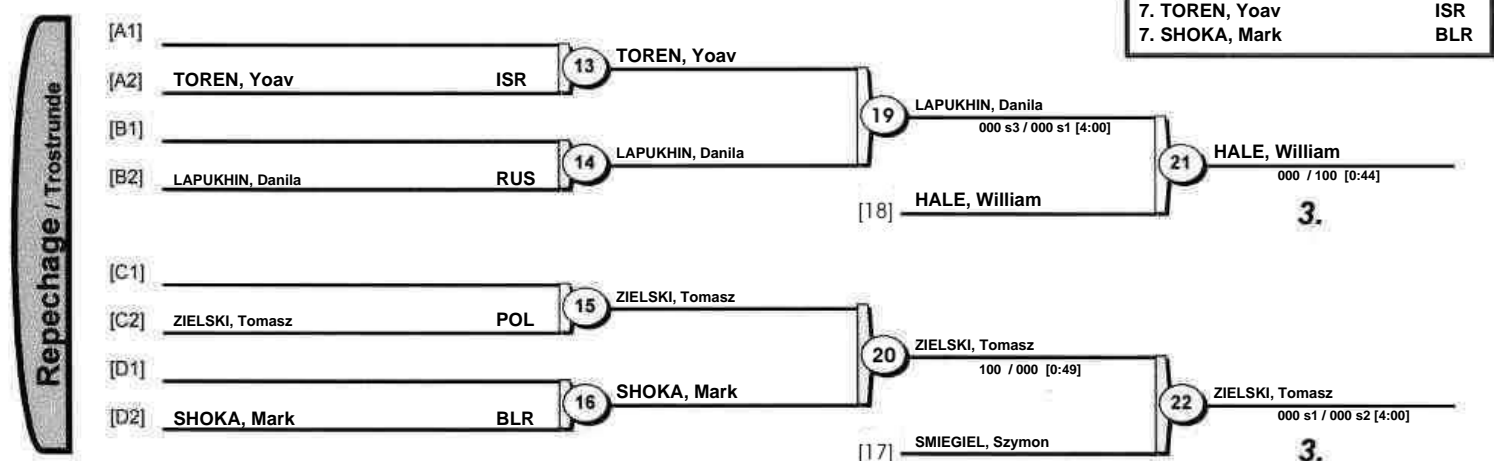 7. TOREN, Yoav ISR
7. SHOKA, Mark BLR
Repechage / Trostrunde
[A1]
[A2] TOREN, Yoav ISR
13
TOREN, Yoav
[B1]
[B2] LAPUKHIN, Danila RUS
14
LAPUKHIN, Danila
19
LAPUKHIN, Danila
000 s3 / 000 s1 [4:00]
[18] HALE, William
21
HALE, William
000 / 100 [0:44]
3.
[C1]
[C2] ZIELSKI, Tomasz POL
15
ZIELSKI, Tomasz
[D1]
[D2] SHOKA, Mark BLR
16
SHOKA, Mark
20
ZIELSKI, Tomasz
100 / 000 [0:49]
[17] SMIEGIEL, Szymon
22
ZIELSKI, Tomasz
000 s1 / 000 s2 [4:00]
3.